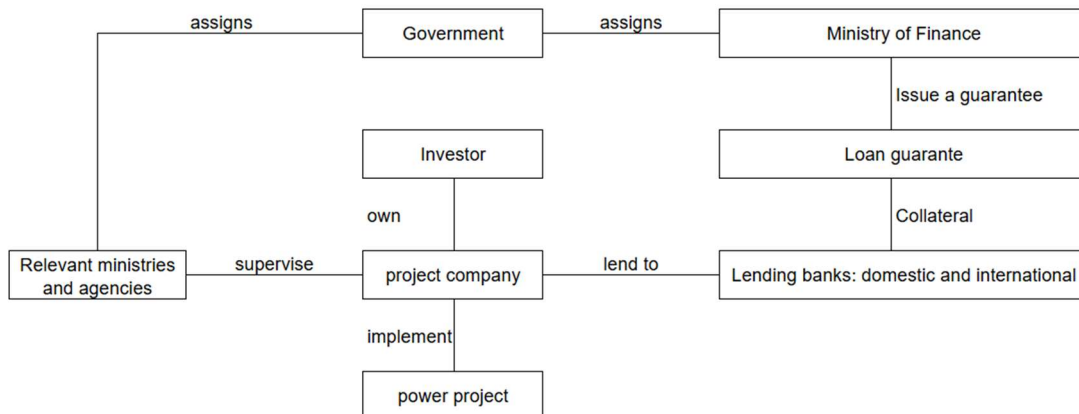 assigns
Government
assigns
Ministry of Finance
Issue a guarantee
Investor
Loan guarante
own
Collateral
Relevant ministries
and agencies
supervise
project company
lend to
Lending banks: domestic and international
implement
power project